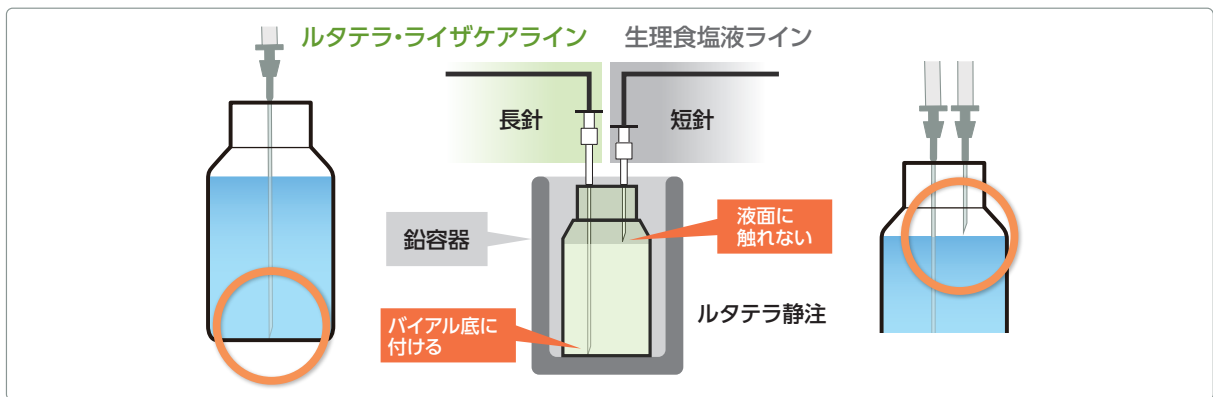 ルタテラ・ライザケアライン
生理食塩液ライン
長針
短針
鉛容器
液面に
触れない
ルタテラ静注
バイアル底に
付ける